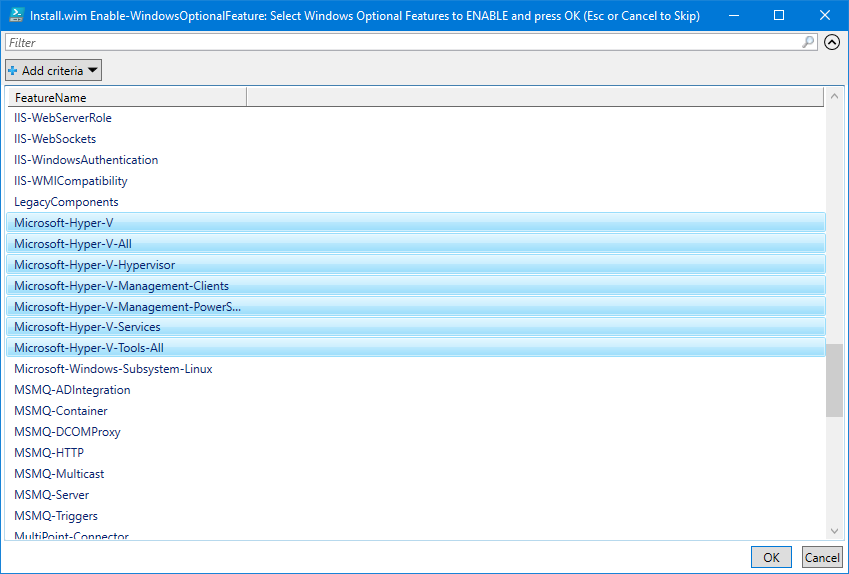 Install.wim Enable-WindowsOptionalFeature: Select Windows Optional Features to ENABLE and press OK (Esc or Cancel to Skip)
Filter
Add criteria
FeatureName
IIS-WebServerRole
IIS-WebSockets
IIS-WindowsAuthentication
IIS-WMICompatibility
LegacyComponents
Microsoft-Hyper-V
Microsoft-Hyper-V-All
Microsoft-Hyper-V-Hypervisor
Microsoft-Hyper-V-Management-Clients
Microsoft-Hyper-V-Management-PowerS...
Microsoft-Hyper-V-Services
Microsoft-Hyper-V-Tools-All
Microsoft-Windows-Subsystem-Linux
MSMQ-ADIntegration
MSMQ-Container
MSMQ-DCOMProxy
MSMQ-HTTP
MSMQ-Multicast
MSMQ-Server
MSMQ-Triggers
MultiPoint-Connector
OK Cancel